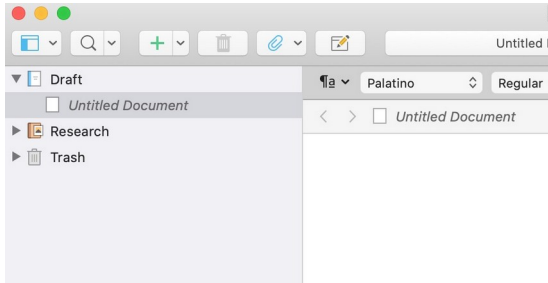 Untitled
Draft
¶a Palatino Regular
Untitled Document
Untitled Document
Research
Trash